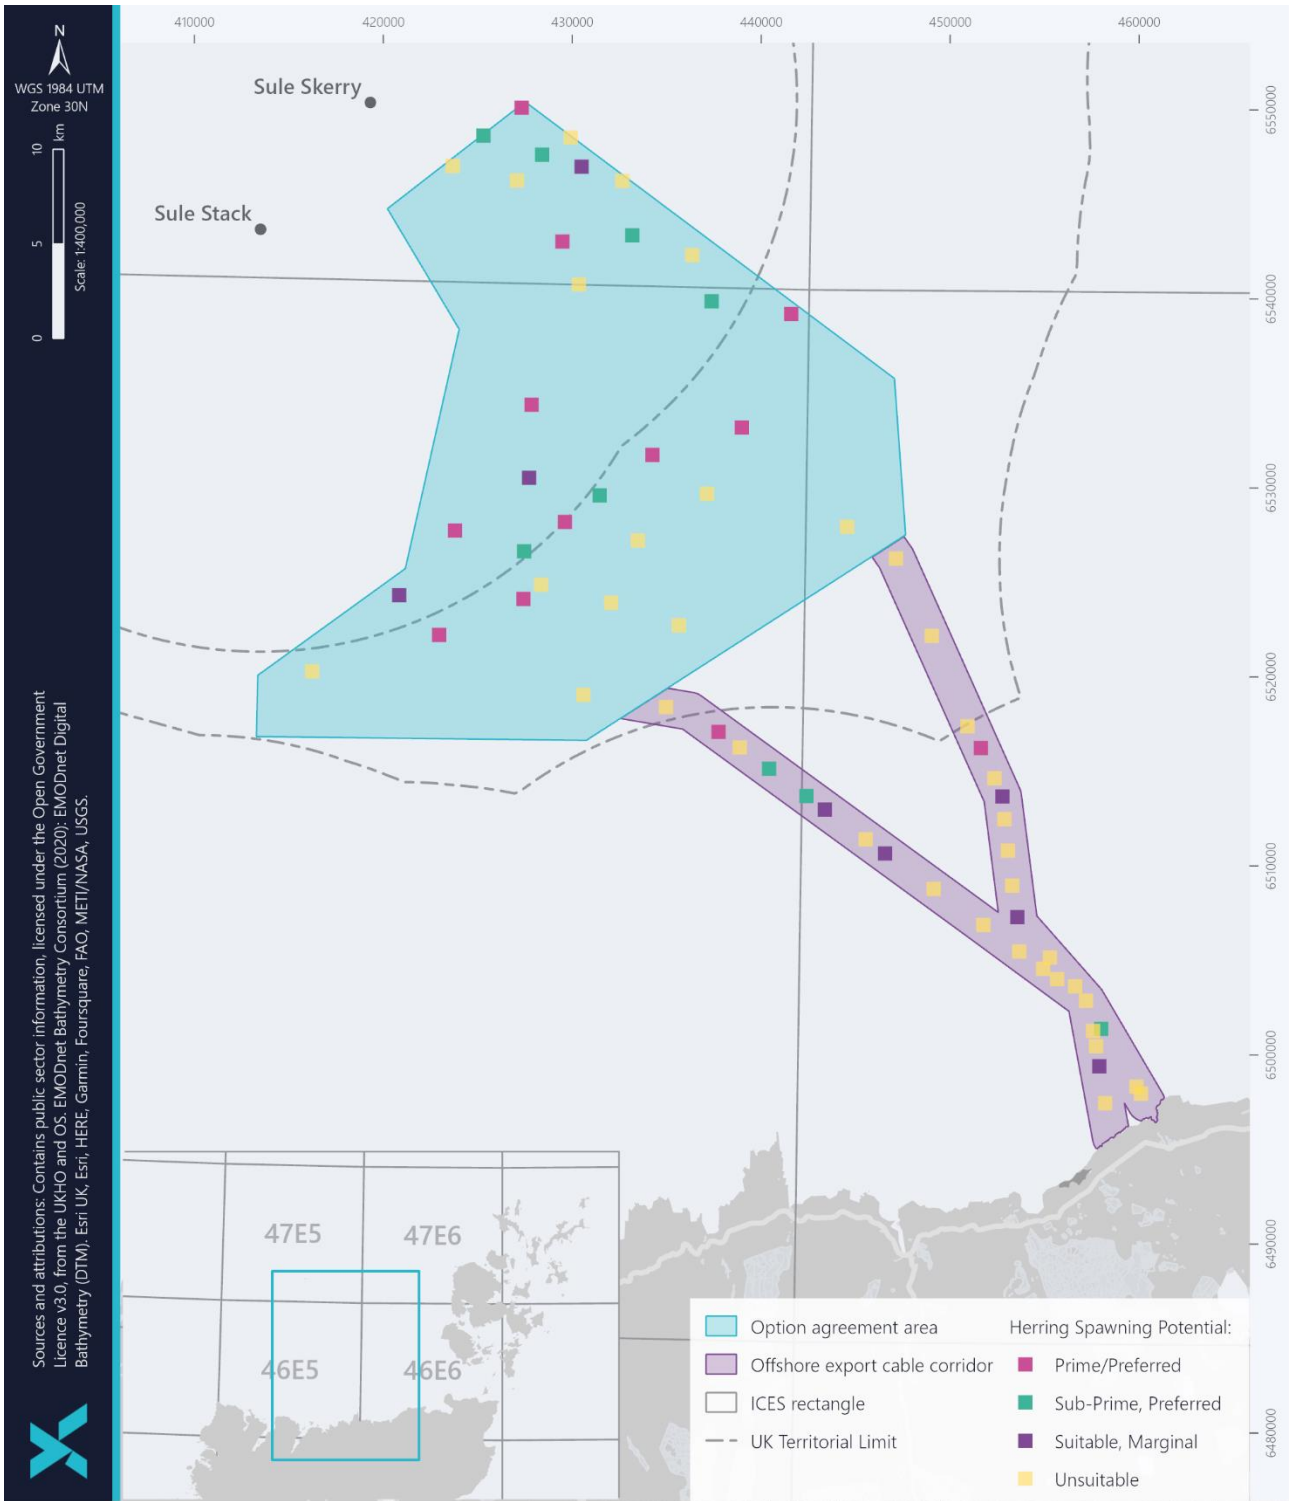 410000
420000
430000
440000
450000
460000
N
WGS 1984 UTM
Zone 30N
km
10
5
0
Scale: 1:400,000
Sule Skerry
Sule Stack
6550000
6540000
6530000
6520000
6510000
6500000
6490000
6480000
Sources and attributions: Contains public sector information, licensed under the Open Government
Licence v3.0, from the UKHO and OS. EMODnet Bathymetry Consortium (2020): EMODnet Digital
Bathymetry (DTM). Esri UK, Esri, HERE, Garmin, Foursquare, FAO, METI/NASA, USGS.
47E5
47E6
46E5
46E6
Option agreement area
Offshore export cable corridor
ICES rectangle
UK Territorial Limit
Herring Spawning Potential:
Prime/Preferred
Sub-Prime, Preferred
Suitable, Marginal
Unsuitable